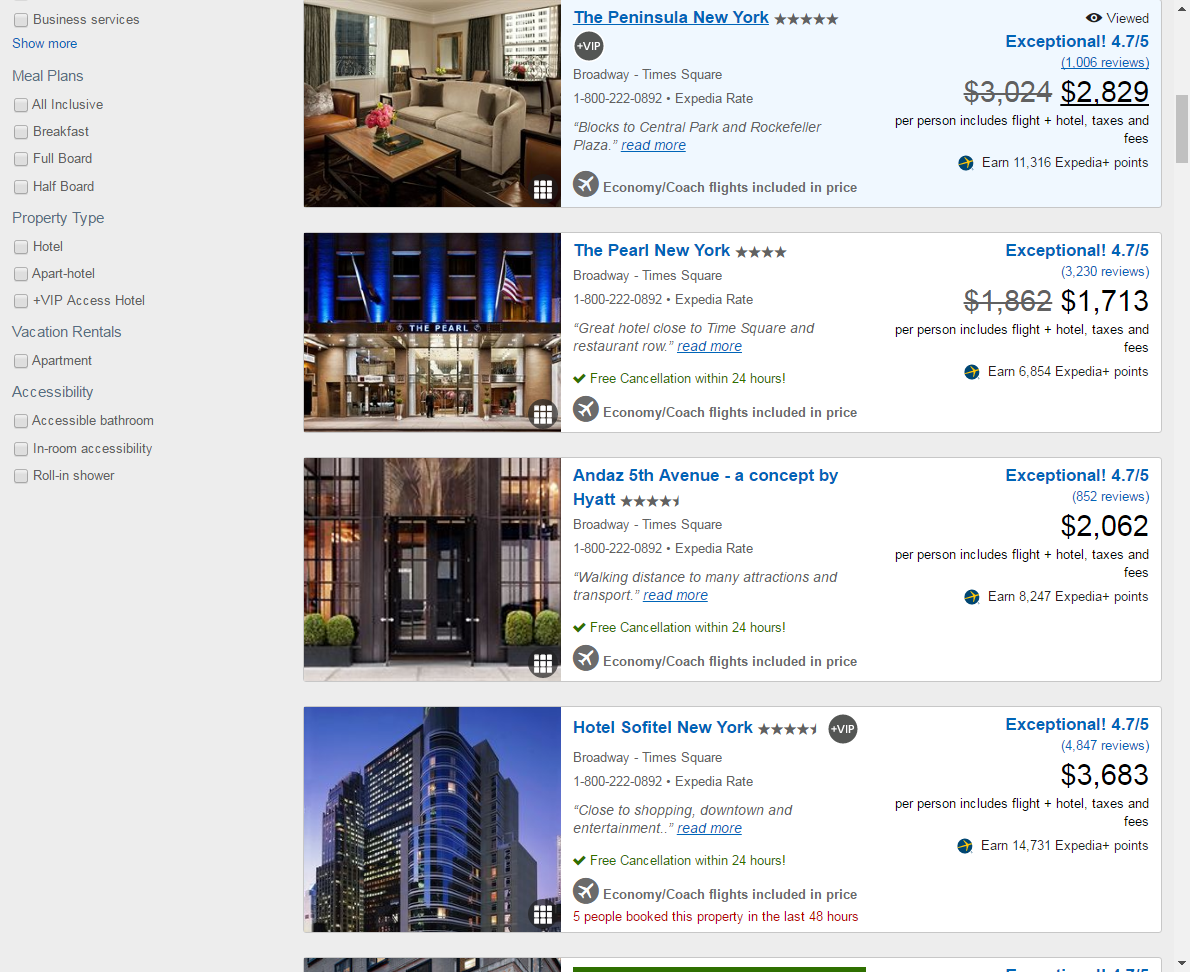 Business services
Show more
Meal Plans
All Inclusive
Breakfast
Full Board
Half Board
Property Type
Hotel
Apart-hotel
+VIP Access Hotel
Vacation Rentals
Apartment
Accessibility
Accessible bathroom
In-room accessibility
Roll-in shower
The Peninsula New York
+VIP
Broadway - Times Square
1-800-222-0892 • Expedia Rate
“Blocks to Central Park and Rockefeller
Plaza.” read more
Economy/Coach flights included in price
Viewed
Exceptional! 4.7/5
(1,006 reviews)
$3,024 $2,829
per person includes flight + hotel, taxes and
fees
Earn 11,316 Expedia+ points
THE PEARL
The Pearl New York
Broadway - Times Square
1-800-222-0892 • Expedia Rate
“Great hotel close to Time Square and
restaurant row.” read more
Free Cancellation within 24 hours!
Economy/Coach flights included in price
Exceptional! 4.7/5
(3,230 reviews)
$1,862 $1,713
per person includes flight + hotel, taxes and
fees
Earn 6,854 Expedia+ points
Andaz 5th Avenue - a concept by
Hyatt
Broadway - Times Square
1-800-222-0892 • Expedia Rate
“Walking distance to many attractions and
transport.” read more
Free Cancellation within 24 hours!
Economy/Coach flights included in price
Exceptional! 4.7/5
(852 reviews)
$2,062
per person includes flight + hotel, taxes and
fees
Earn 8,247 Expedia+ points
Hotel Sofitel New York +VIP
Broadway - Times Square
1-800-222-0892 • Expedia Rate
“Close to shopping, downtown and
entertainment..” read more
Free Cancellation within 24 hours!
Economy/Coach flights included in price
5 people booked this property in the last 48 hours
Exceptional! 4.7/5
(4,847 reviews)
$3,683
per person includes flight + hotel, taxes and
fees
Earn 14,731 Expedia+ points